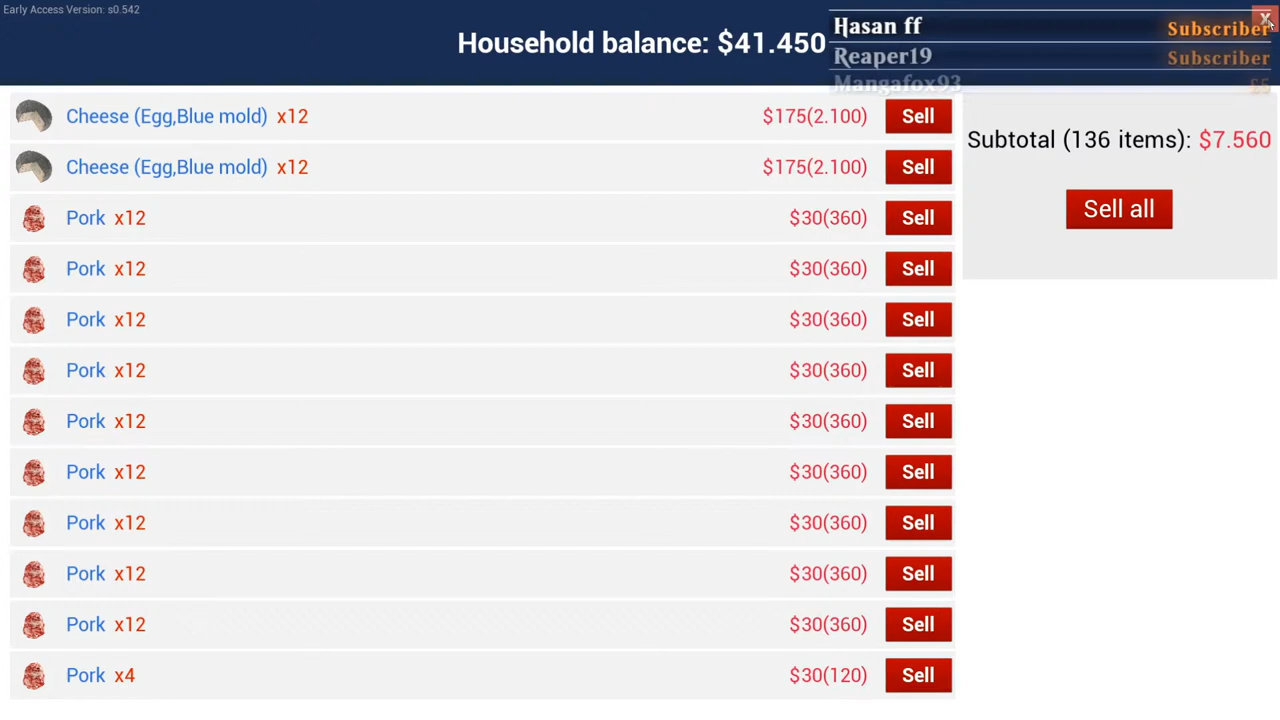 Early Access Version: s0.542
Household balance: $41.450
Hasan ff Subscriber
Reaper19 Subscriber
Mangafox93 £5
X
Cheese (Egg,Blue mold) x12 $175(2.100) Sell
Cheese (Egg,Blue mold) x12 $175(2.100) Sell
Pork x12 $30(360) Sell
Pork x12 $30(360) Sell
Pork x12 $30(360) Sell
Pork x12 $30(360) Sell
Pork x12 $30(360) Sell
Pork x12 $30(360) Sell
Pork x12 $30(360) Sell
Pork x12 $30(360) Sell
Pork x12 $30(360) Sell
Pork x4 $30(120) Sell
Subtotal (136 items): $7.560
Sell all